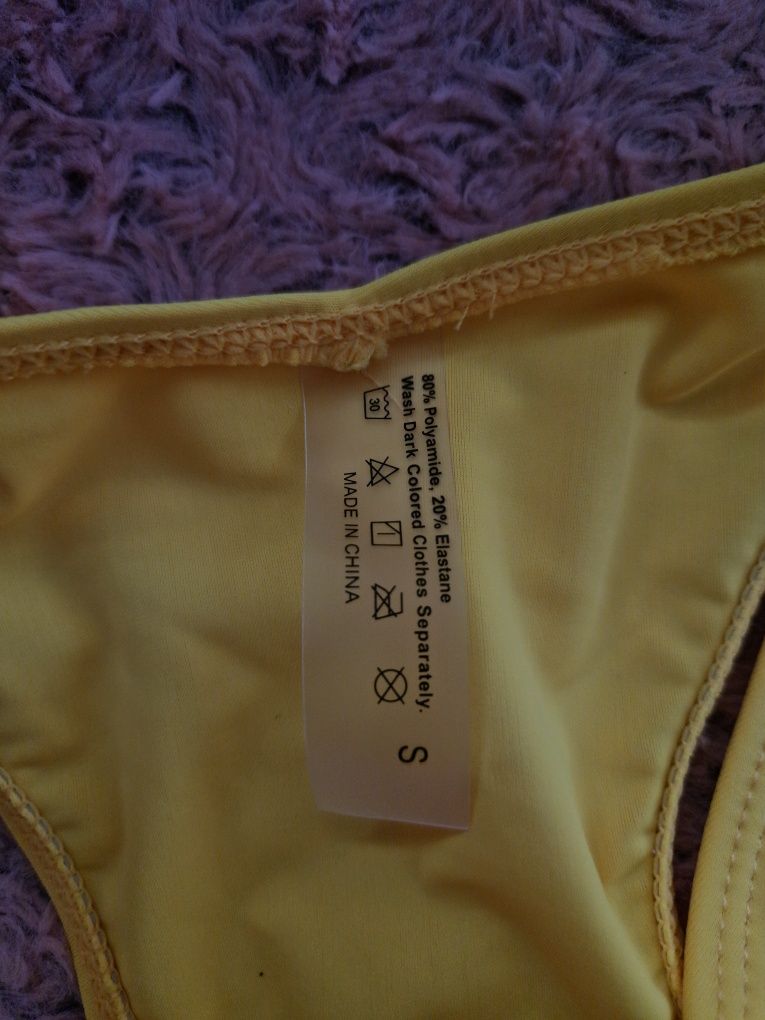 80% Polyamide, 20% Elastane
Wash Dark Colored Clothes Separately.
30
S
MADE IN CHINA